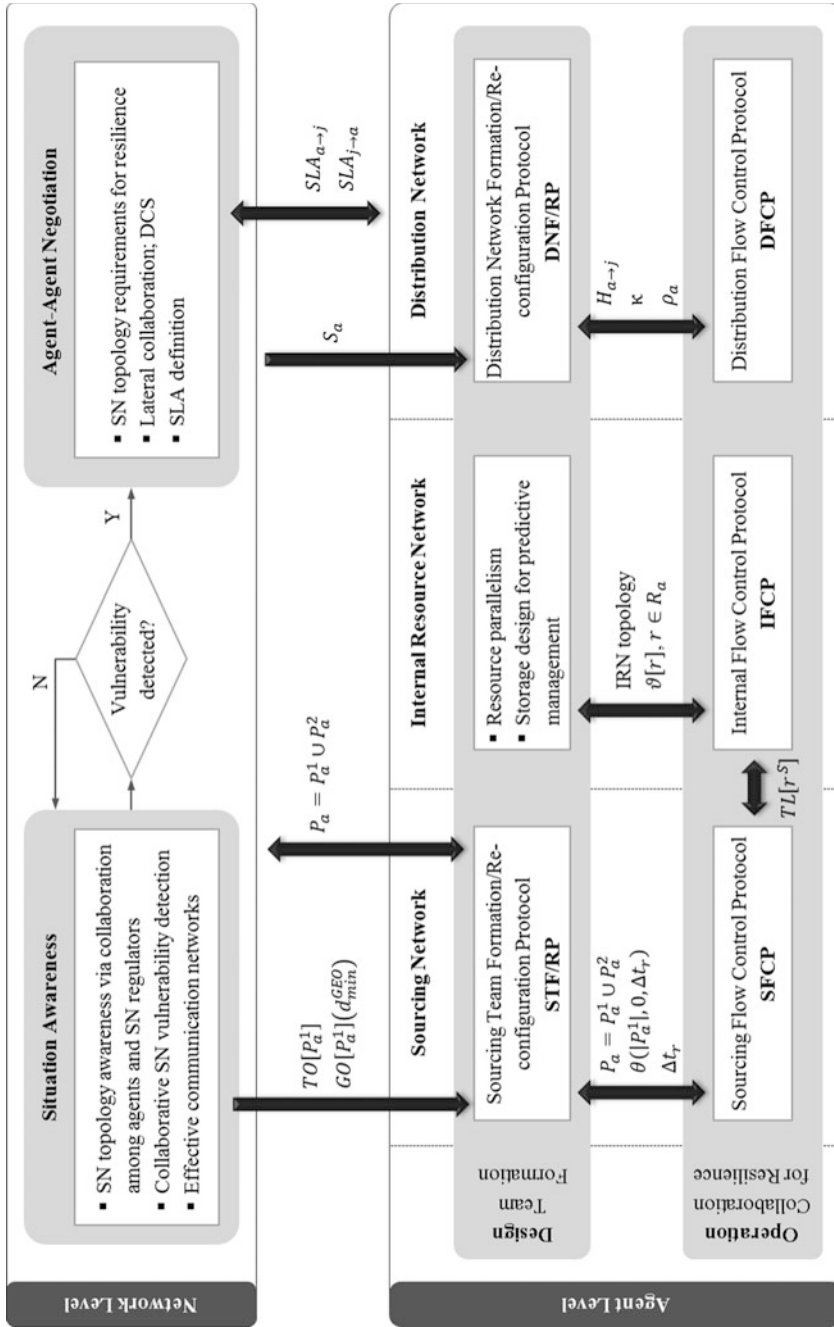 Network Level
Situation Awareness
▪ SN topology awareness via collaboration
among agents and SN regulators
▪ Collaborative SN vulnerability detection
▪ Effective communication networks
N
Vulnerability
detected?
Y
Agent-Agent Negotiation
▪ SN topology requirements for resilience
▪ Lateral collaboration; DCS
▪ SLA definition
TO[P_a^1]
GO[P_a^1](d_min^GEO)
P_a = P_a^1 ∪ P_a^2
S_a
SLA_a→j
SLA_j→a
Agent Level
Sourcing Network
Internal Resource Network
Distribution Network
Design
Team
Formation
Sourcing Team Formation/Re-
configuration Protocol
STF/RP
▪ Resource parallelism
▪ Storage design for predictive
management
Distribution Network Formation/Re-
configuration Protocol
DNF/RP
P_a = P_a^1 ∪ P_a^2
θ(|P_a^1|, 0, Δt_r)
Δt_r
IRN topology
ϑ[r], r ∈ R_a
H_a→j
κ
ρ_a
Operation
Collaboration
for Resilience
Sourcing Flow Control Protocol
SFCP
TL[r^S]
Internal Flow Control Protocol
IFCP
Distribution Flow Control Protocol
DFCP